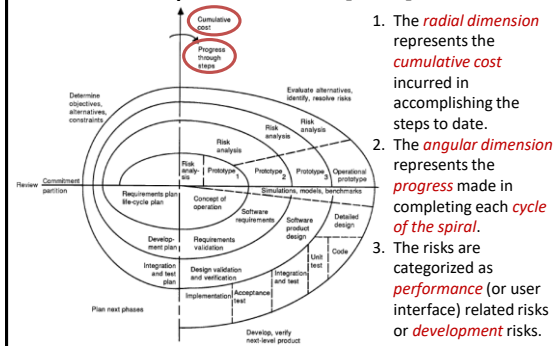 Cumulative
cost
Progress
through
steps
Determine
objectives,
alternatives,
constraints
Evaluate alternatives,
identify, resolve risks
Risk
analysis
Risk
analysis
Risk
analysis
Risk
analy-
sis
Prototype 1
Prototype 2
Prototype 3
Operational
prototype
Review
Commitment
partition
Simulations, models, benchmarks
Requirements plan
life-cycle plan
Concept of
operation
Software
requirements
Software
product
design
Detailed
design
Develop-
ment plan
Requirements
validation
Code
Unit
test
Integration
and test
plan
Design validation
and verification
Integration
and test
Acceptance
test
Implementation
Plan next phases
Develop, verify
next-level product
1. The radial dimension
represents the
cumulative cost
incurred in
accomplishing the
steps to date.
2. The angular dimension
represents the
progress made in
completing each cycle
of the spiral.
3. The risks are
categorized as
performance (or user
interface) related risks
or development risks.